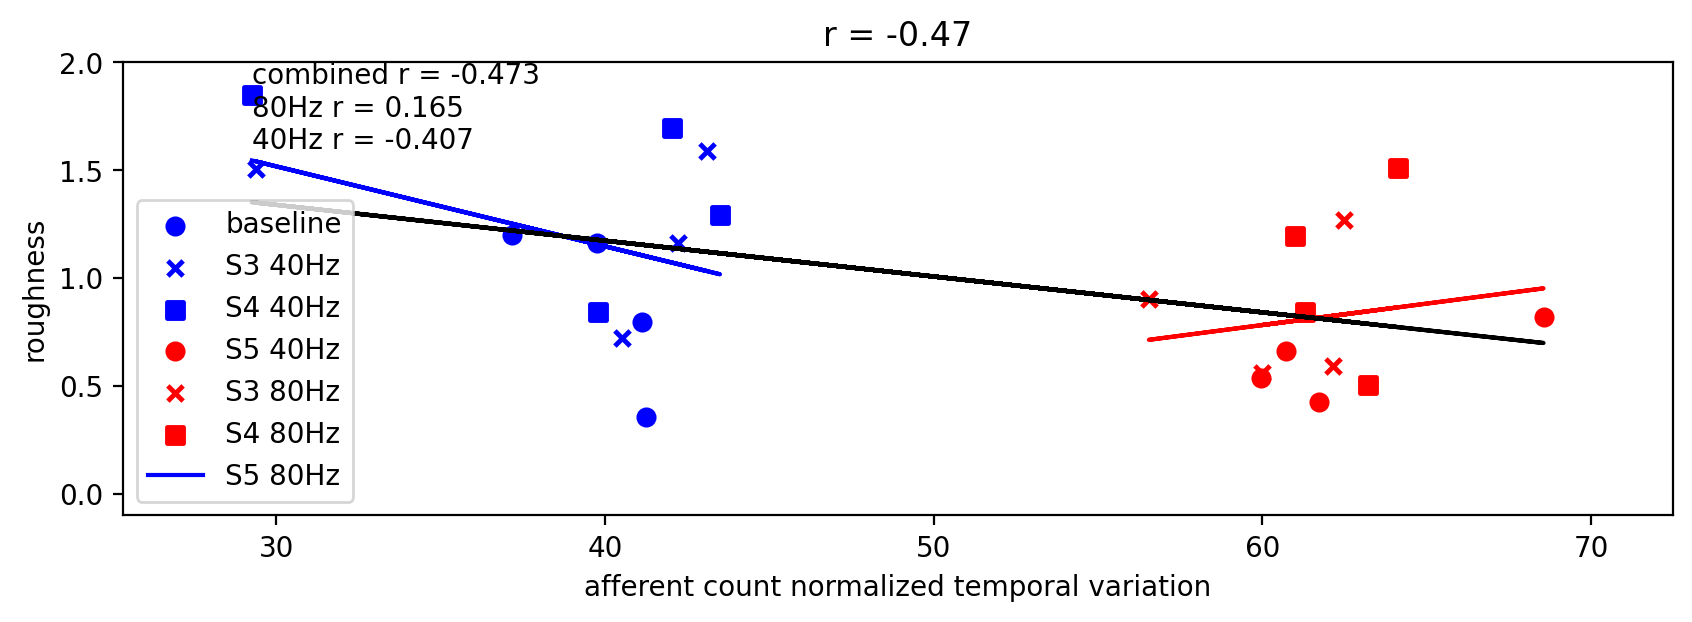 r = -0.47
combined r = -0.473
80Hz r = 0.165
40Hz r = -0.407
2.0
1.5
1.0
0.5
0.0
roughness
baseline
S3 40Hz
S4 40Hz
S5 40Hz
S3 80Hz
S4 80Hz
S5 80Hz
30 40 50 60 70
afferent count normalized temporal variation